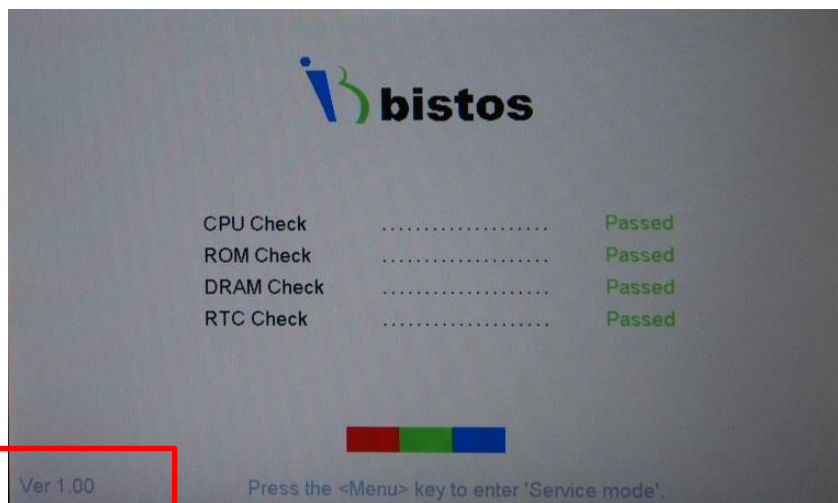 bistos
CPU Check .................... Passed
ROM Check .................... Passed
DRAM Check .................... Passed
RTC Check .................... Passed
Ver 1.00
Press the <Menu> key to enter 'Service mode'.